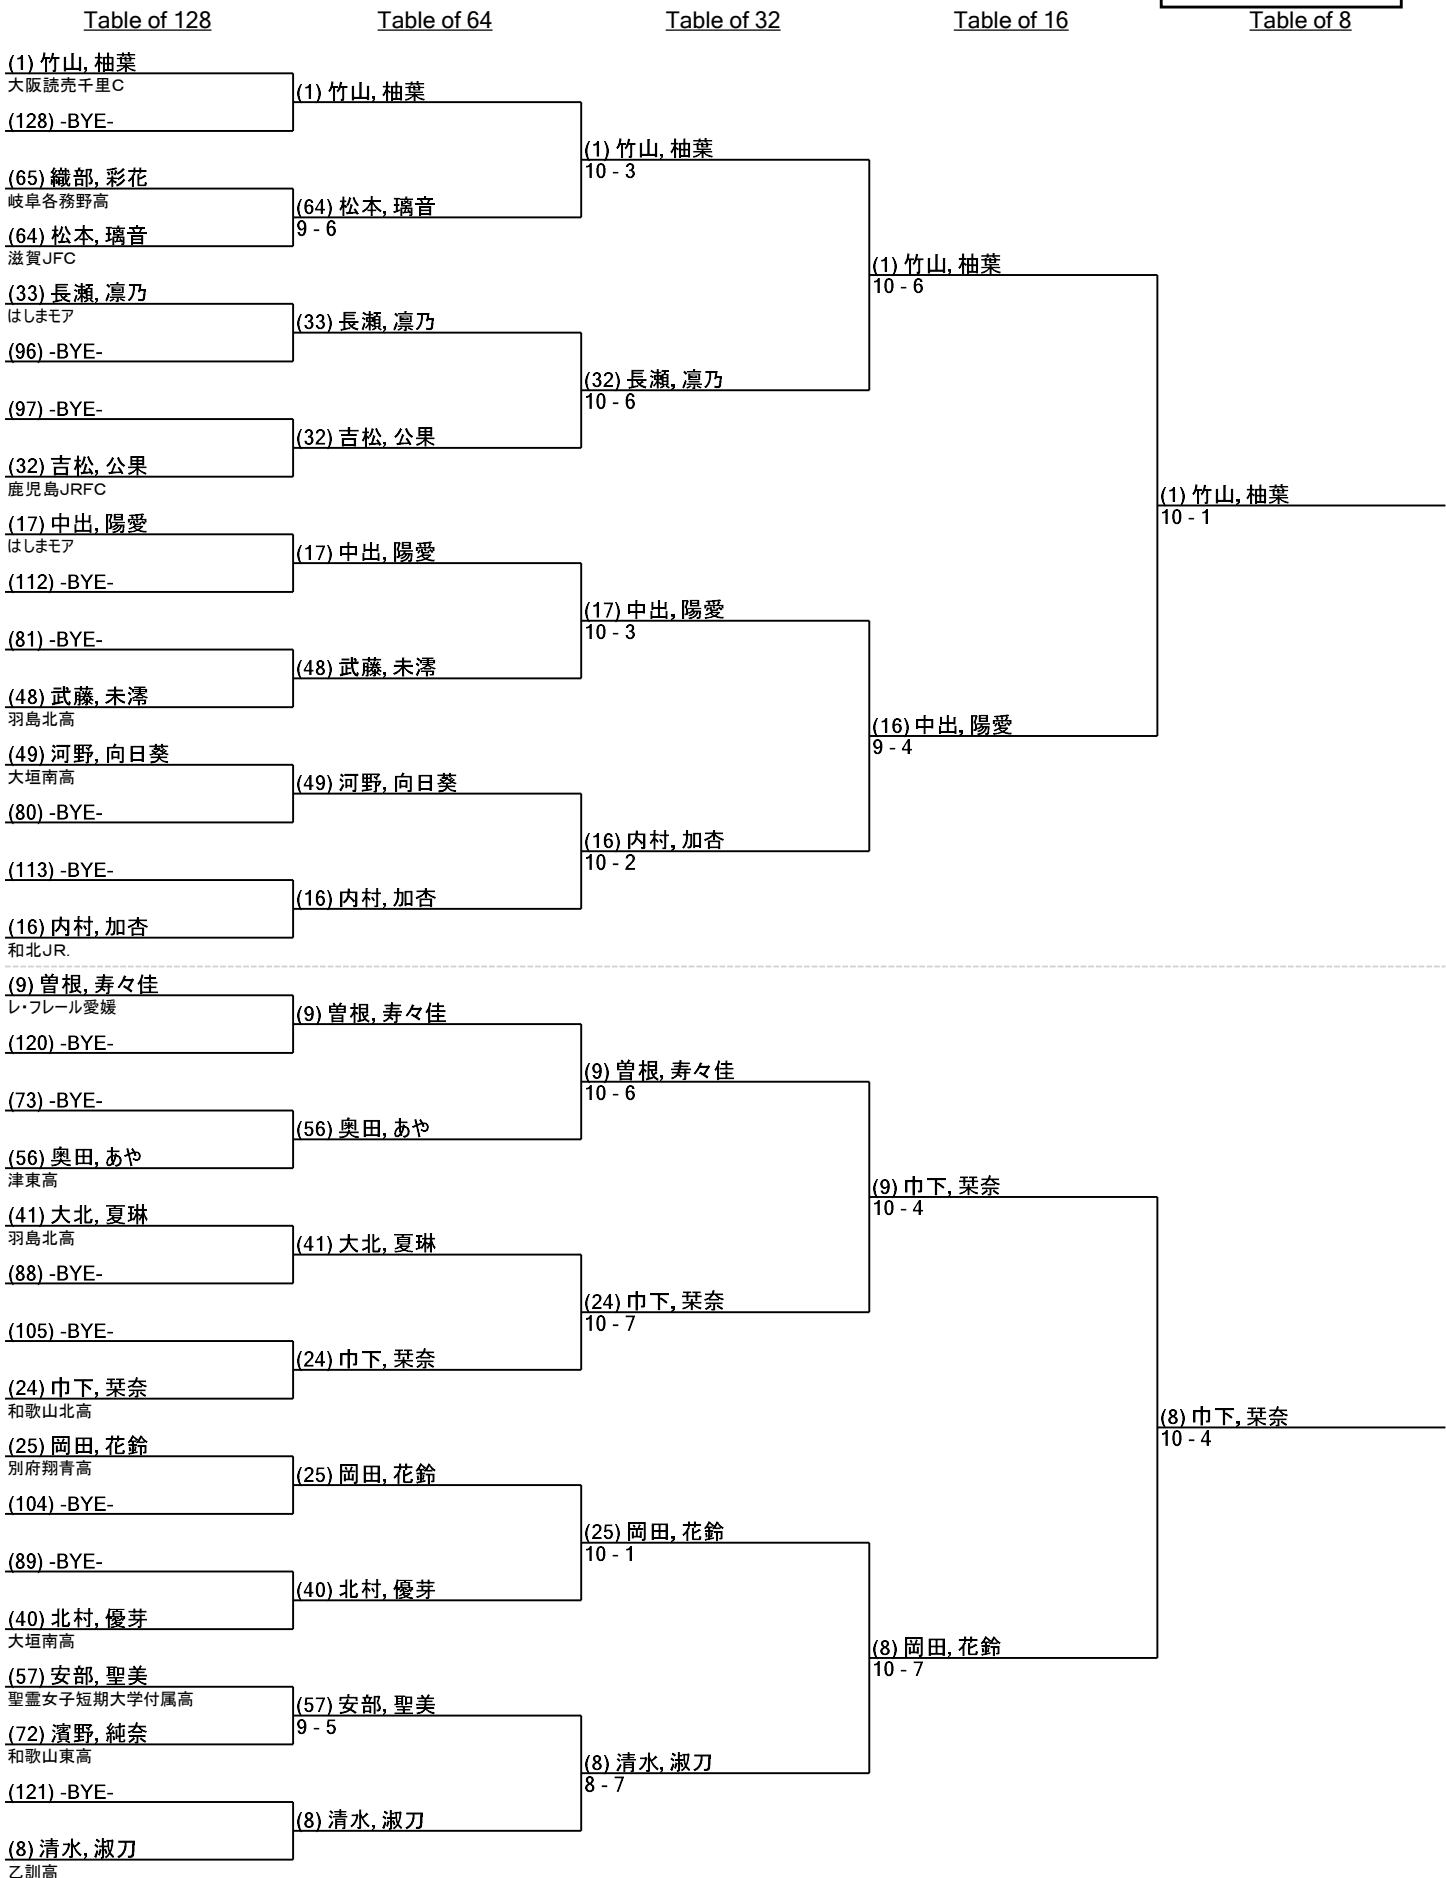 Table of 128
Table of 64
Table of 32
Table of 16
Table of 8
(1) 竹山, 柚葉
大阪読売千里C
(128) -BYE-
(65) 織部, 彩花
岐阜各務野高
(64) 松本, 璃音
滋賀JFC
(33) 長瀬, 凛乃
はしまモア
(96) -BYE-
(97) -BYE-
(32) 吉松, 公果
鹿児島JRFC
(17) 中出, 陽愛
はしまモア
(112) -BYE-
(81) -BYE-
(48) 武藤, 未澪
羽島北高
(49) 河野, 向日葵
大垣南高
(80) -BYE-
(113) -BYE-
(16) 内村, 加杏
和北JR.
(9) 曽根, 寿々佳
レ・フレール愛媛
(120) -BYE-
(73) -BYE-
(56) 奥田, あや
津東高
(41) 大北, 夏琳
羽島北高
(88) -BYE-
(105) -BYE-
(24) 巾下, 栞奈
和歌山北高
(25) 岡田, 花鈴
別府翔青高
(104) -BYE-
(89) -BYE-
(40) 北村, 優芽
大垣南高
(57) 安部, 聖美
聖霊女子短期大学付属高
(72) 濱野, 純奈
和歌山東高
(121) -BYE-
(8) 清水, 淑刀
乙訓高
(1) 竹山, 柚葉
(64) 松本, 璃音
9 - 6
(33) 長瀬, 凛乃
(32) 吉松, 公果
(17) 中出, 陽愛
(48) 武藤, 未澪
(49) 河野, 向日葵
(16) 内村, 加杏
(9) 曽根, 寿々佳
(56) 奥田, あや
(41) 大北, 夏琳
(24) 巾下, 栞奈
(25) 岡田, 花鈴
(40) 北村, 優芽
(57) 安部, 聖美
9 - 5
(8) 清水, 淑刀
(1) 竹山, 柚葉
10 - 3
(32) 長瀬, 凛乃
10 - 6
(17) 中出, 陽愛
10 - 3
(16) 内村, 加杏
10 - 2
(9) 曽根, 寿々佳
10 - 6
(24) 巾下, 栞奈
10 - 7
(25) 岡田, 花鈴
10 - 1
(8) 清水, 淑刀
8 - 7
(1) 竹山, 柚葉
10 - 6
(16) 中出, 陽愛
9 - 4
(9) 巾下, 栞奈
10 - 4
(8) 岡田, 花鈴
10 - 7
(1) 竹山, 柚葉
10 - 1
(8) 巾下, 栞奈
10 - 4